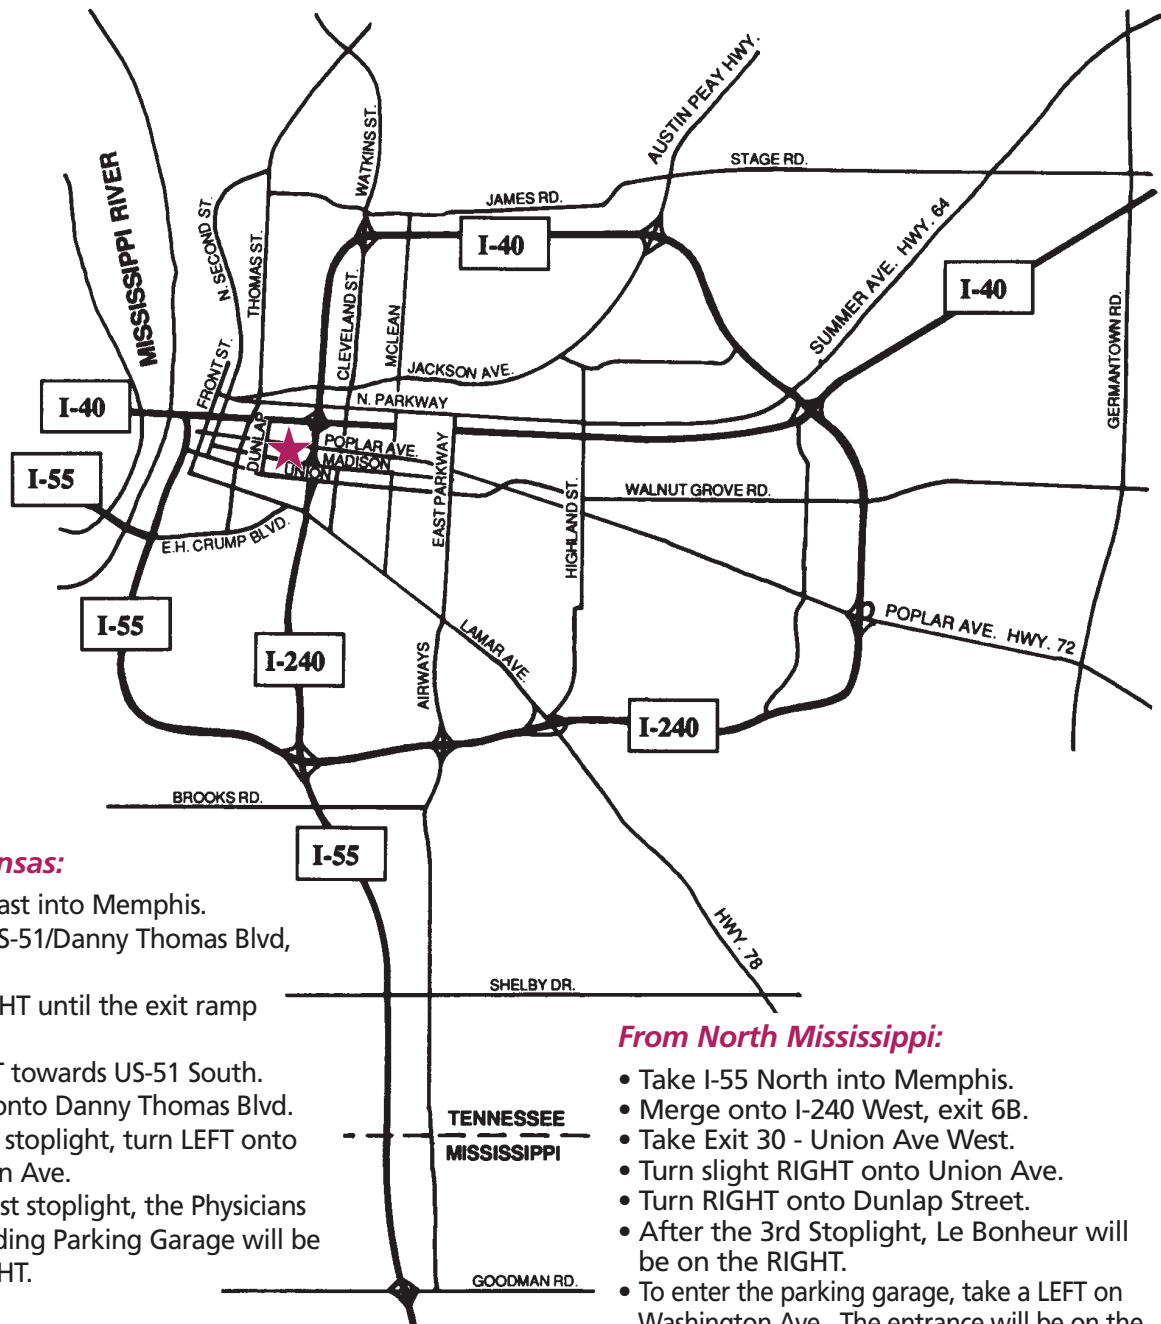 AUSTIN PEAY HWY.
STAGE RD.
WATKINS ST.
MISSISSIPPI RIVER
JAMES RD.
N. SECOND ST.
THOMAS ST.
I-40
SUMMER AVE. HWY. 64
I-40
CLEVELAND ST.
MCLEAN
GERMANTOWN RD.
FRONT ST.
JACKSON AVE.
N. PARKWAY
I-40
DUNLAP
POPLAR AVE.
MADISON
UNION
EAST PARKWAY
I-55
WALNUT GROVE RD.
HIGHLAND ST.
E.H. CRUMP BLVD.
I-55
LAMAR AVE.
POPLAR AVE. HWY. 72
I-240
AIRWAYS
I-240
BROOKS RD.
I-55
HWY. 78
SHELBY DR.
TENNESSEE
MISSISSIPPI
GOODMAN RD.
nsas:
ast into Memphis.
S-51/Danny Thomas Blvd,
HT until the exit ramp
T towards US-51 South.
onto Danny Thomas Blvd.
stoplight, turn LEFT onto
n Ave.
st stoplight, the Physicians
ding Parking Garage will be
HT.
From North Mississippi:
• Take I-55 North into Memphis.
• Merge onto I-240 West, exit 6B.
• Take Exit 30 - Union Ave West.
• Turn slight RIGHT onto Union Ave.
• Turn RIGHT onto Dunlap Street.
• After the 3rd Stoplight, Le Bonheur will
be on the RIGHT.
• To enter the parking garage, take a LEFT on
Washington Ave. The entrance will be on the